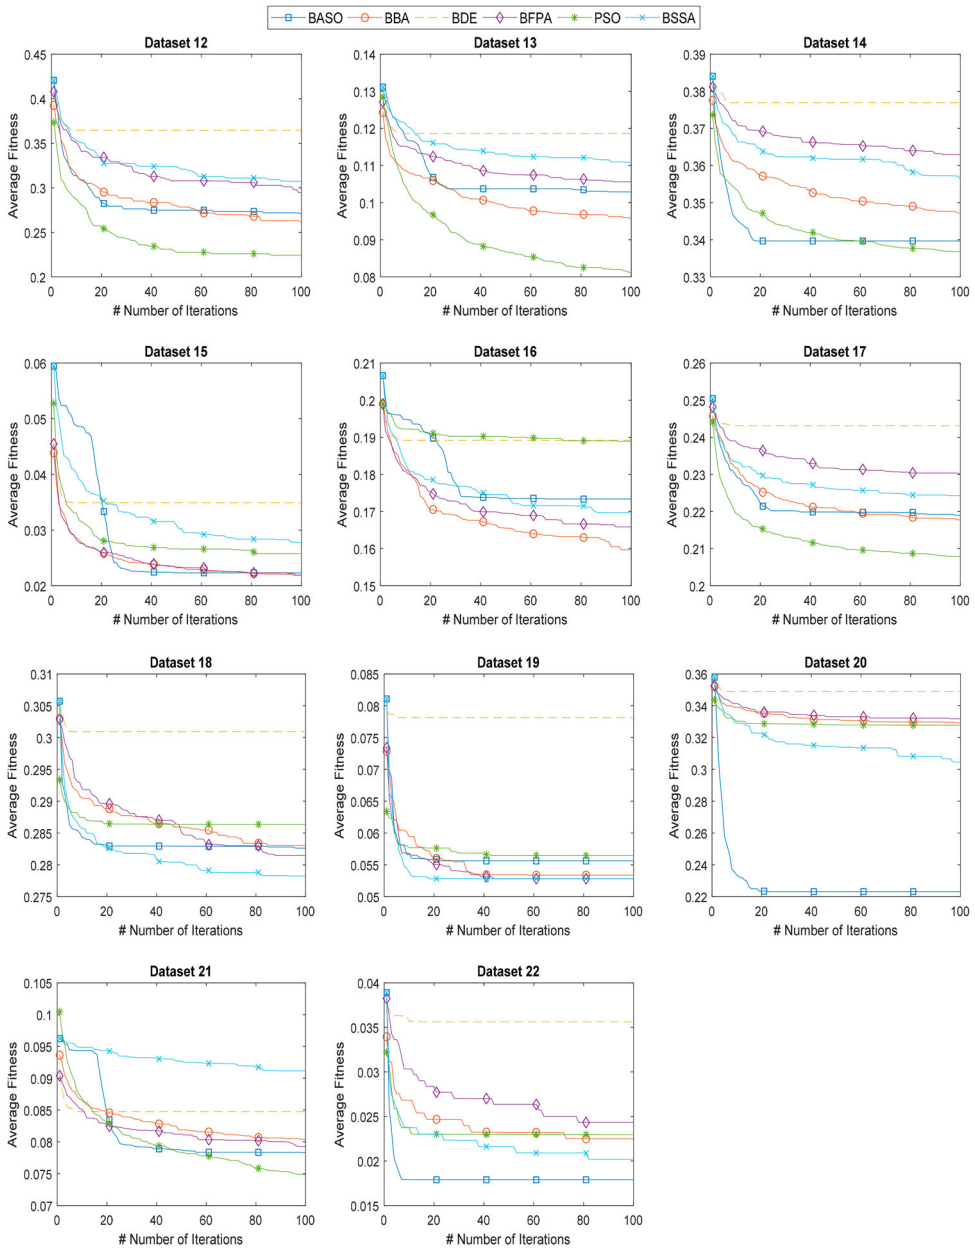 BASO BBA BDE BFPA PSO BSSA
Dataset 12 Dataset 13 Dataset 14
Average Fitness
0.45
0.4
0.35
0.3
0.25
0.2
0 20 40 60 80 100
# Number of Iterations
Average Fitness
0.14
0.13
0.12
0.11
0.1
0.09
0.08
0 20 40 60 80 100
# Number of Iterations
Average Fitness
0.39
0.38
0.37
0.36
0.35
0.34
0.33
0 20 40 60 80 100
# Number of Iterations
Dataset 15 Dataset 16 Dataset 17
Average Fitness
0.06
0.05
0.04
0.03
0.02
0 20 40 60 80 100
# Number of Iterations
Average Fitness
0.21
0.2
0.19
0.18
0.17
0.16
0.15
0 20 40 60 80 100
# Number of Iterations
Average Fitness
0.26
0.25
0.24
0.23
0.22
0.21
0.2
0 20 40 60 80 100
# Number of Iterations
Dataset 18 Dataset 19 Dataset 20
Average Fitness
0.31
0.305
0.3
0.295
0.29
0.285
0.28
0.275
0 20 40 60 80 100
# Number of Iterations
Average Fitness
0.085
0.08
0.075
0.07
0.065
0.06
0.055
0.05
0 20 40 60 80 100
# Number of Iterations
Average Fitness
0.36
0.34
0.32
0.3
0.28
0.26
0.24
0.22
0 20 40 60 80 100
# Number of Iterations
Dataset 21 Dataset 22
Average Fitness
0.105
0.1
0.095
0.09
0.085
0.08
0.075
0.07
0 20 40 60 80 100
# Number of Iterations
Average Fitness
0.04
0.035
0.03
0.025
0.02
0.015
0 20 40 60 80 100
# Number of Iterations